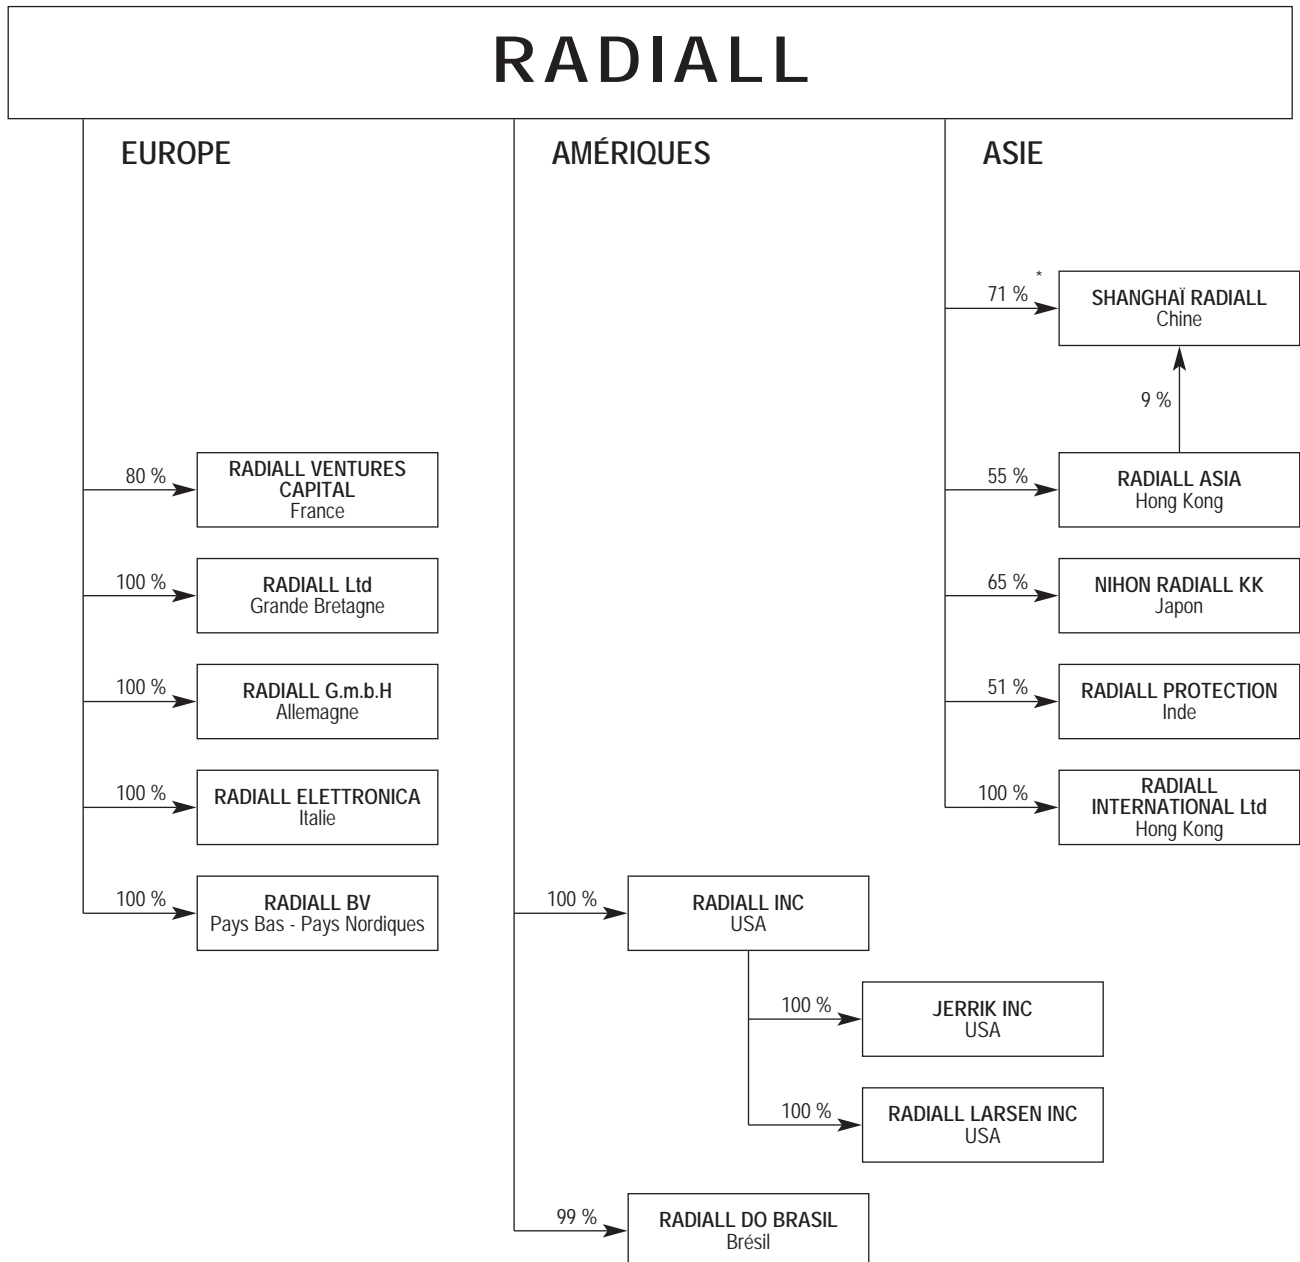 RADIALL
EUROPE
80 %
RADIALL VENTURES
CAPITAL
France
100 %
RADIALL Ltd
Grande Bretagne
100 %
RADIALL G.m.b.H
Allemagne
100 %
RADIALL ELETTRONICA
Italie
100 %
RADIALL BV
Pays Bas - Pays Nordiques
AMÉRIQUES
100 %
RADIALL INC
USA
100 %
JERRIK INC
USA
100 %
RADIALL LARSEN INC
USA
99 %
RADIALL DO BRASIL
Brésil
ASIE
*
71 %
SHANGHAÏ RADIALL
Chine
9 %
55 %
RADIALL ASIA
Hong Kong
65 %
NIHON RADIALL KK
Japon
51 %
RADIALL PROTECTION
Inde
100 %
RADIALL
INTERNATIONAL Ltd
Hong Kong